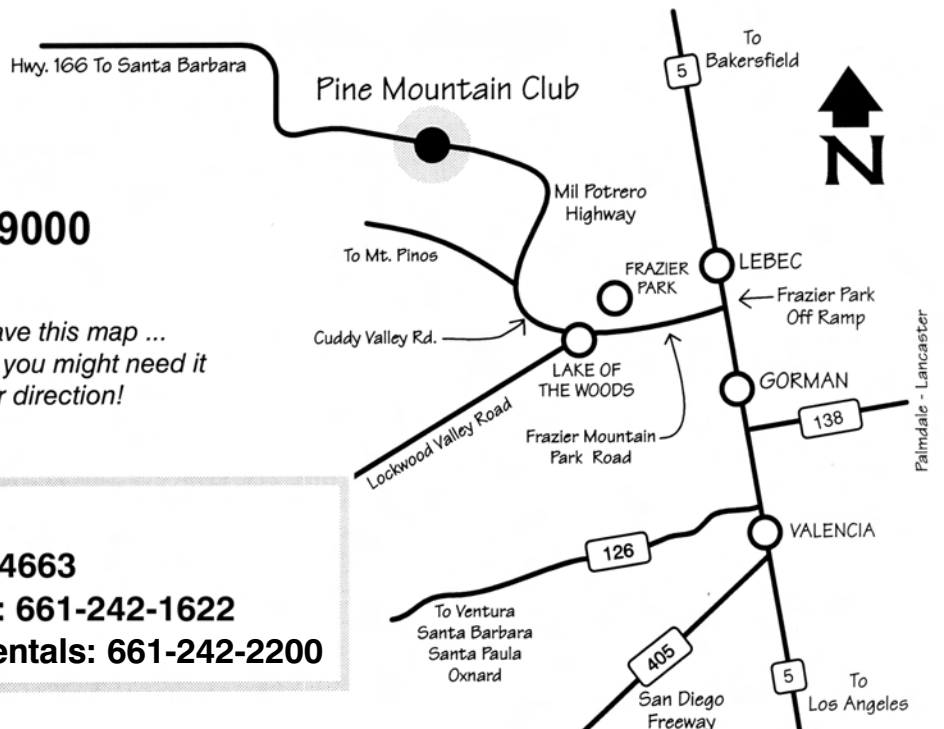 To
Bakersfield
5
Hwy. 166 To Santa Barbara
Pine Mountain Club
N
9000
Mil Potrero
Highway
To Mt. Pinos
FRAZIER
PARK
LEBEC
Frazier Park
Off Ramp
Cuddy Valley Rd.
ave this map ...
you might need it
r direction!
LAKE OF
THE WOODS
GORMAN
138
Palmdale - Lancaster
Lockwood Valley Road
Frazier Mountain
Park Road
4663
: 661-242-1622
entals: 661-242-2200
126
VALENCIA
To Ventura
Santa Barbara
Santa Paula
Oxnard
405
San Diego
Freeway
5
To
Los Angeles